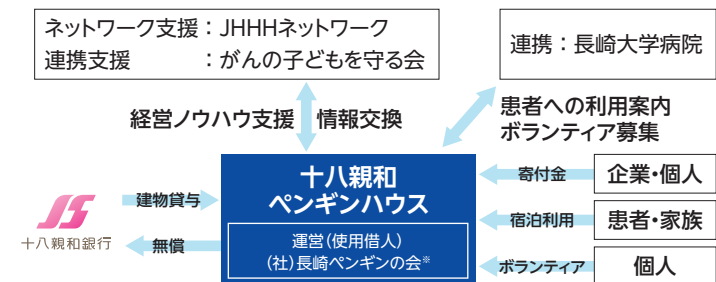 ネットワーク支援：JHHHネットワーク
連携支援　　　　：がんの子どもを守る会
連携：長崎大学病院
経営ノウハウ支援
情報交換
患者への利用案内
ボランティア募集
十八親和
ペンギンハウス
運営（使用借人）
（社）長崎ペンギンの会※
建物貸与
無償
十八親和銀行
寄付金
企業・個人
宿泊利用
患者・家族
ボランティア
個人